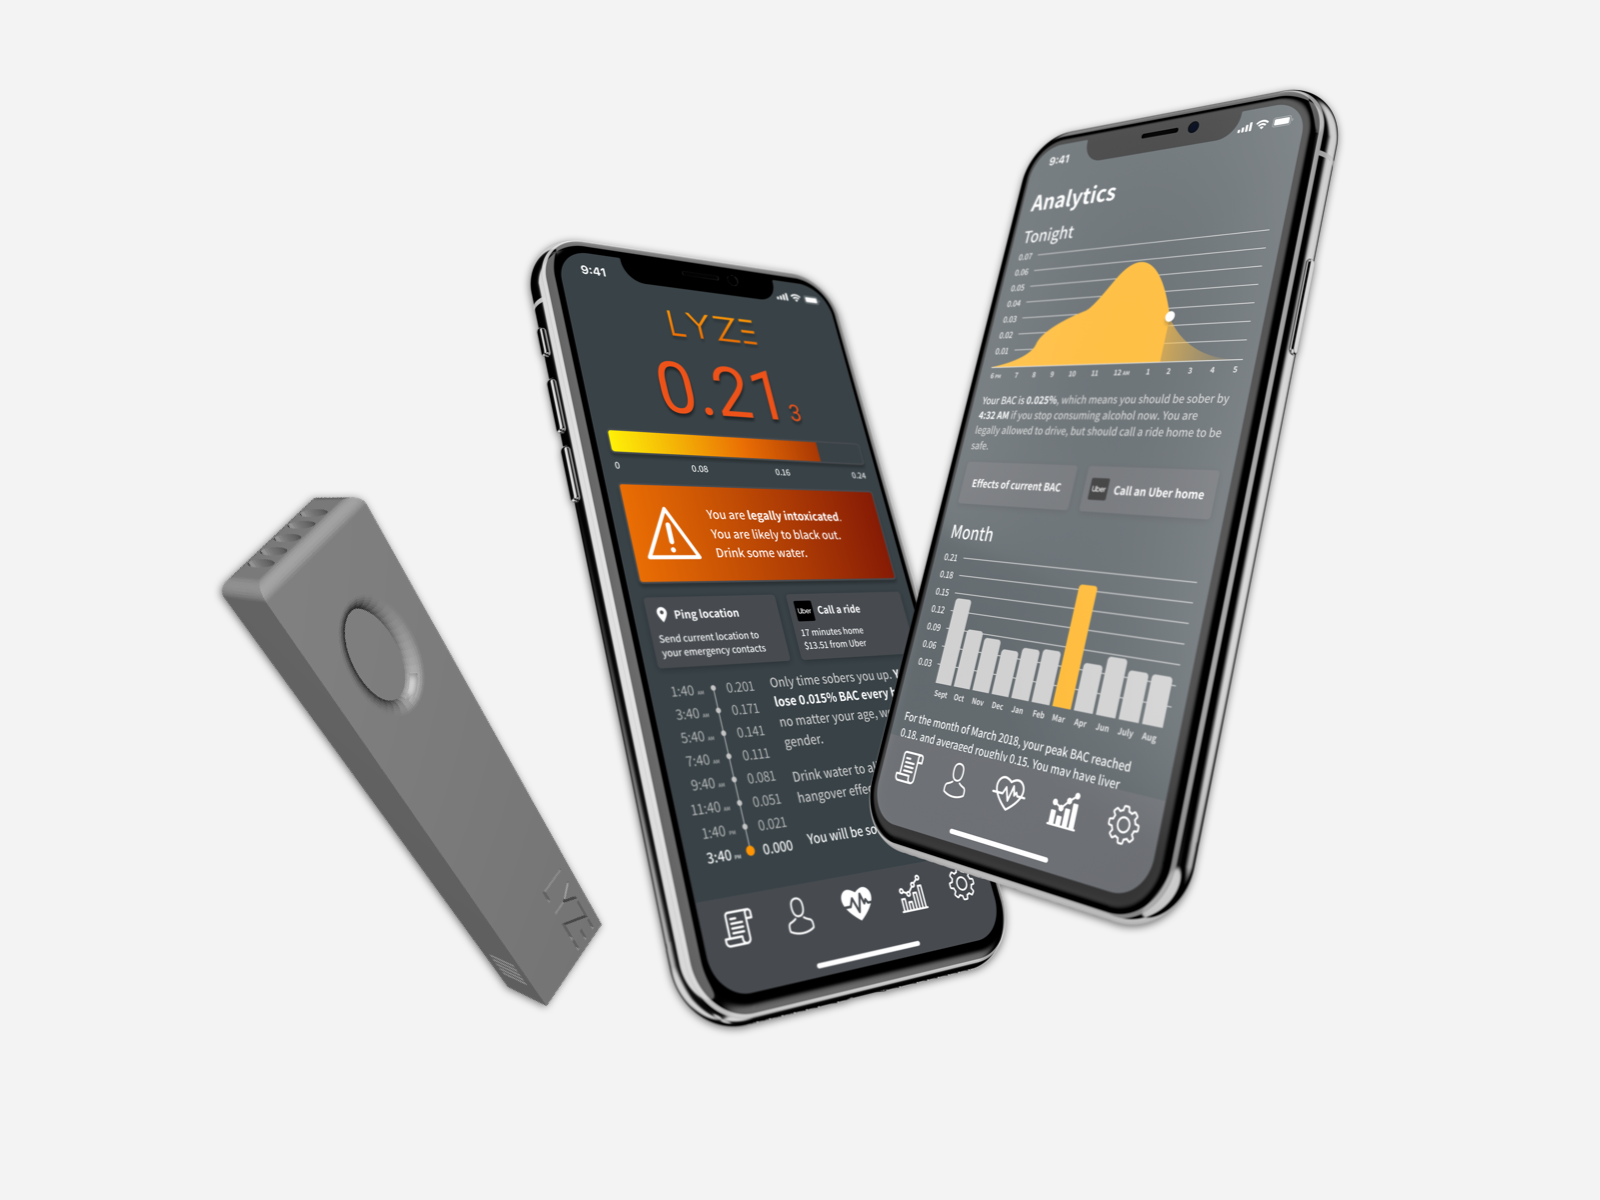 LYZE
9:41
LYZE
0.213
0 0.08 0.16 0.24
You are legally intoxicated.
You are likely to black out.
Drink some water.
Ping location
Send current location to
your emergency contacts
Uber Call a ride
17 minutes home
$13.51 from Uber
1:40 0.201
3:40 0.171
5:40 0.141
7:40 0.111
9:40 0.081
11:40 0.051
1:40 0.021
3:40 PM 0.000
Only time sobers you up.
lose 0.015% BAC every
no matter your age,
gender.
Drink water to
hangover
You will be
9:41
Analytics
Tonight
0.07
0.06
0.05
0.04
0.03
0.02
0.01
6 PM 7 8 9 10 11 12 AM 1 2 3 4 5
Your BAC is 0.025%, which means you should be sober by
4:32 AM if you stop consuming alcohol now. You are
legally allowed to drive, but should call a ride home to be
safe.
Effects of current BAC
Uber Call an Uber home
Month
0.21
0.18
0.15
0.12
0.09
0.06
0.03
Sept Oct Nov Dec Jan Feb Mar Apr Jun July Aug
For the month of March 2018, your peak BAC reached
0.18, and averaged roughly 0.15. You may have liver